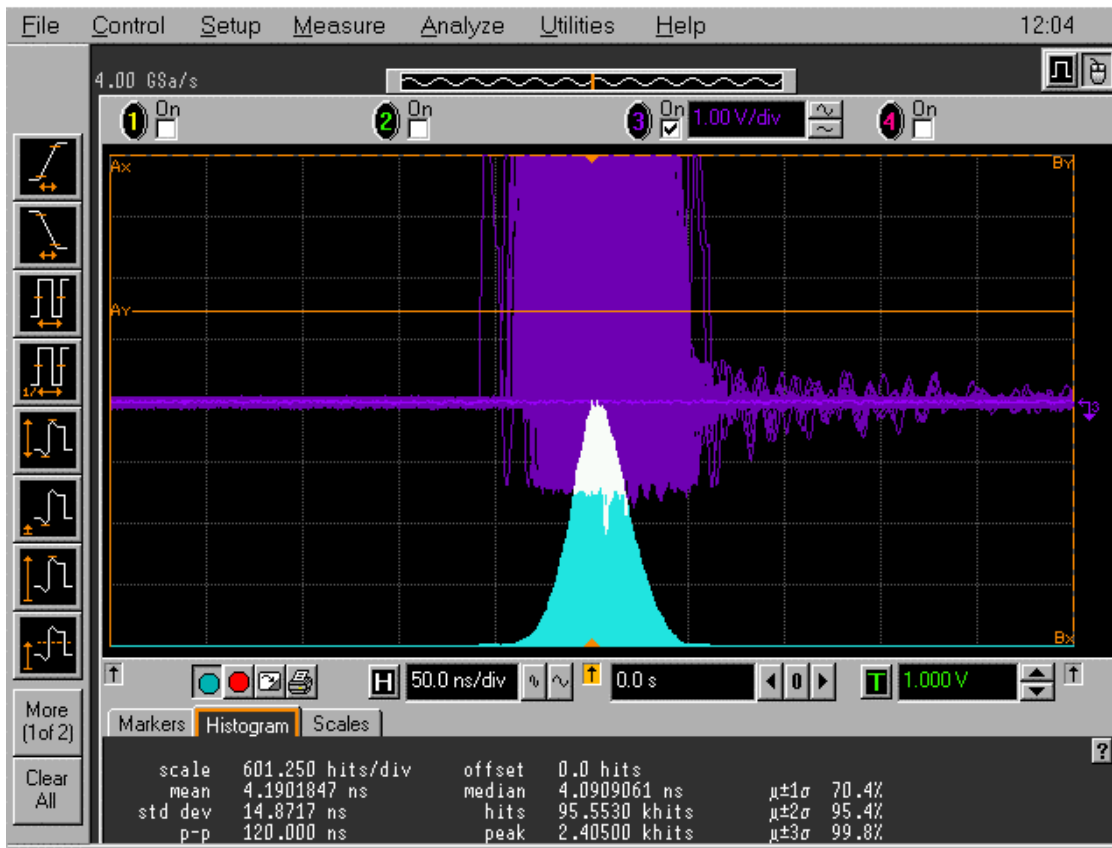 File Control Setup Measure Analyze Utilities Help 12:04
4.00 GSa/s
1 On 2 On 3 On 1.00 V/div 4 On
Ax By
Ay
3
Bx
1/
H 50.0 ns/div 0.0 s 0 T 1.000 V
More
(1 of 2)
Clear
All
Markers Histogram Scales
?
scale 601.250 hits/div offset 0.0 hits
mean 4.1901847 ns median 4.0909061 ns µ±1σ 70.4%
std dev 14.8717 ns hits 95.5530 khits µ±2σ 95.4%
p-p 120.000 ns peak 2.40500 khits µ±3σ 99.8%